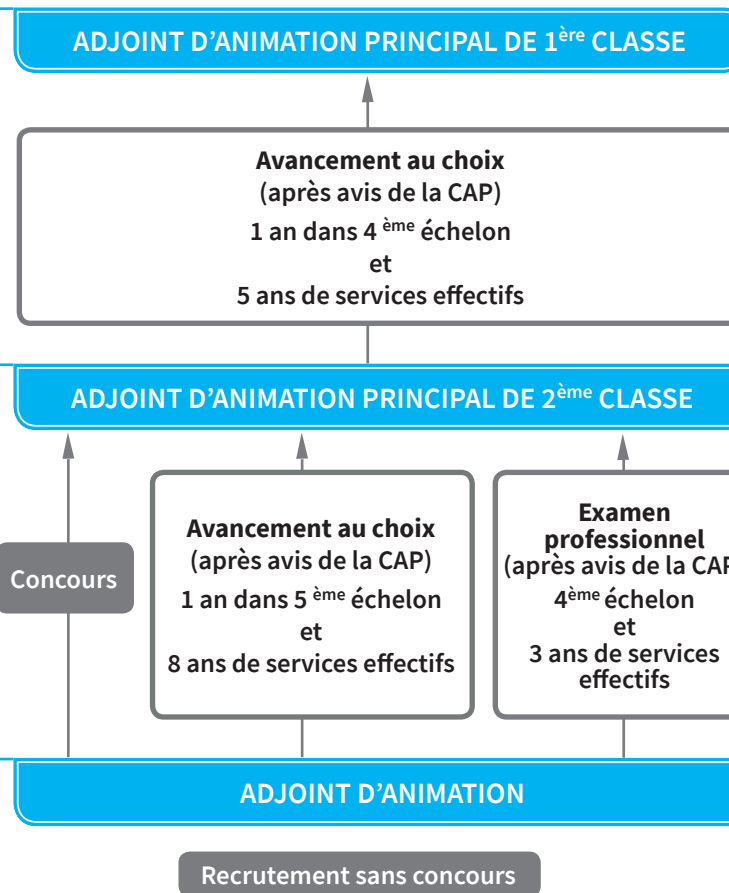 ADJOINT D’ANIMATION PRINCIPAL DE 1ère CLASSE
Avancement au choix
(après avis de la CAP)
1 an dans 4 ème échelon
et
5 ans de services effectifs
ADJOINT D’ANIMATION PRINCIPAL DE 2ème CLASSE
Concours
Avancement au choix
(après avis de la CAP)
1 an dans 5 ème échelon
et
8 ans de services effectifs
Examen
professionnel
(après avis de la CAP
4ème échelon
et
3 ans de services
effectifs
ADJOINT D’ANIMATION
Recrutement sans concours